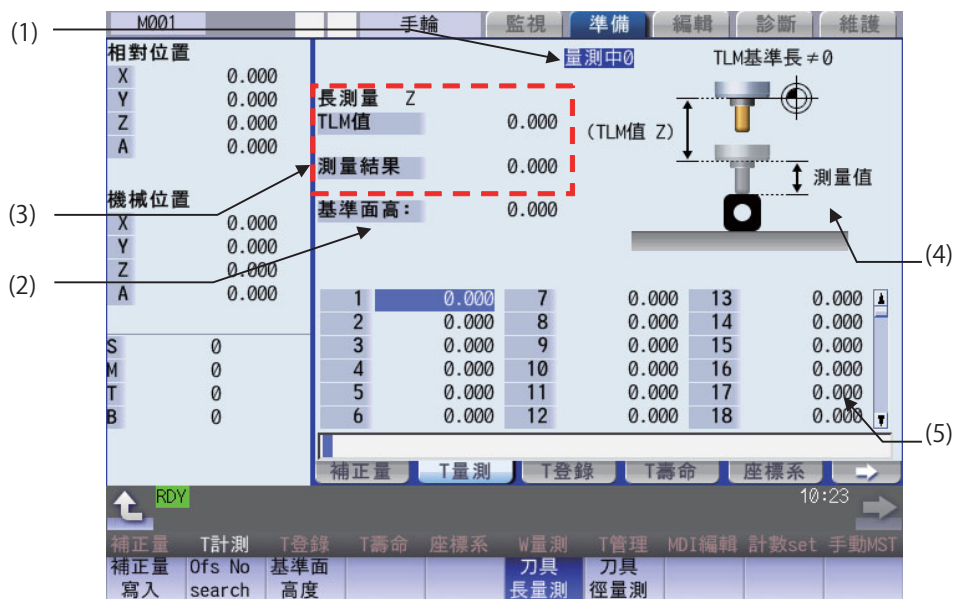 M001 手輪 監視 準備 編輯 診斷 維護
(1)
相對位置
X 0.000
Y 0.000
Z 0.000
A 0.000
機械位置
X 0.000
Y 0.000
Z 0.000
A 0.000
S 0
M 0
T 0
B 0
量測中0 TLM基準長≠0
長測量 Z
TLM值 0.000
(TLM值 Z)
測量結果 0.000
測量值
(3)
基準面高: 0.000
(2)
(4)
1 0.000 7 0.000 13 0.000
2 0.000 8 0.000 14 0.000
3 0.000 9 0.000 15 0.000
4 0.000 10 0.000 16 0.000
5 0.000 11 0.000 17 0.000
6 0.000 12 0.000 18 0.000
(5)
補正量 T量測 T登錄 T壽命 座標系
RDY 10:23
補正量 T計測 T登錄 T壽命 座標系 W量測 T管理 MDI編輯 計數set 手動MST
補正量 Ofs No 基準面 刀具 刀具
寫入 search 高度 長量測 徑量測